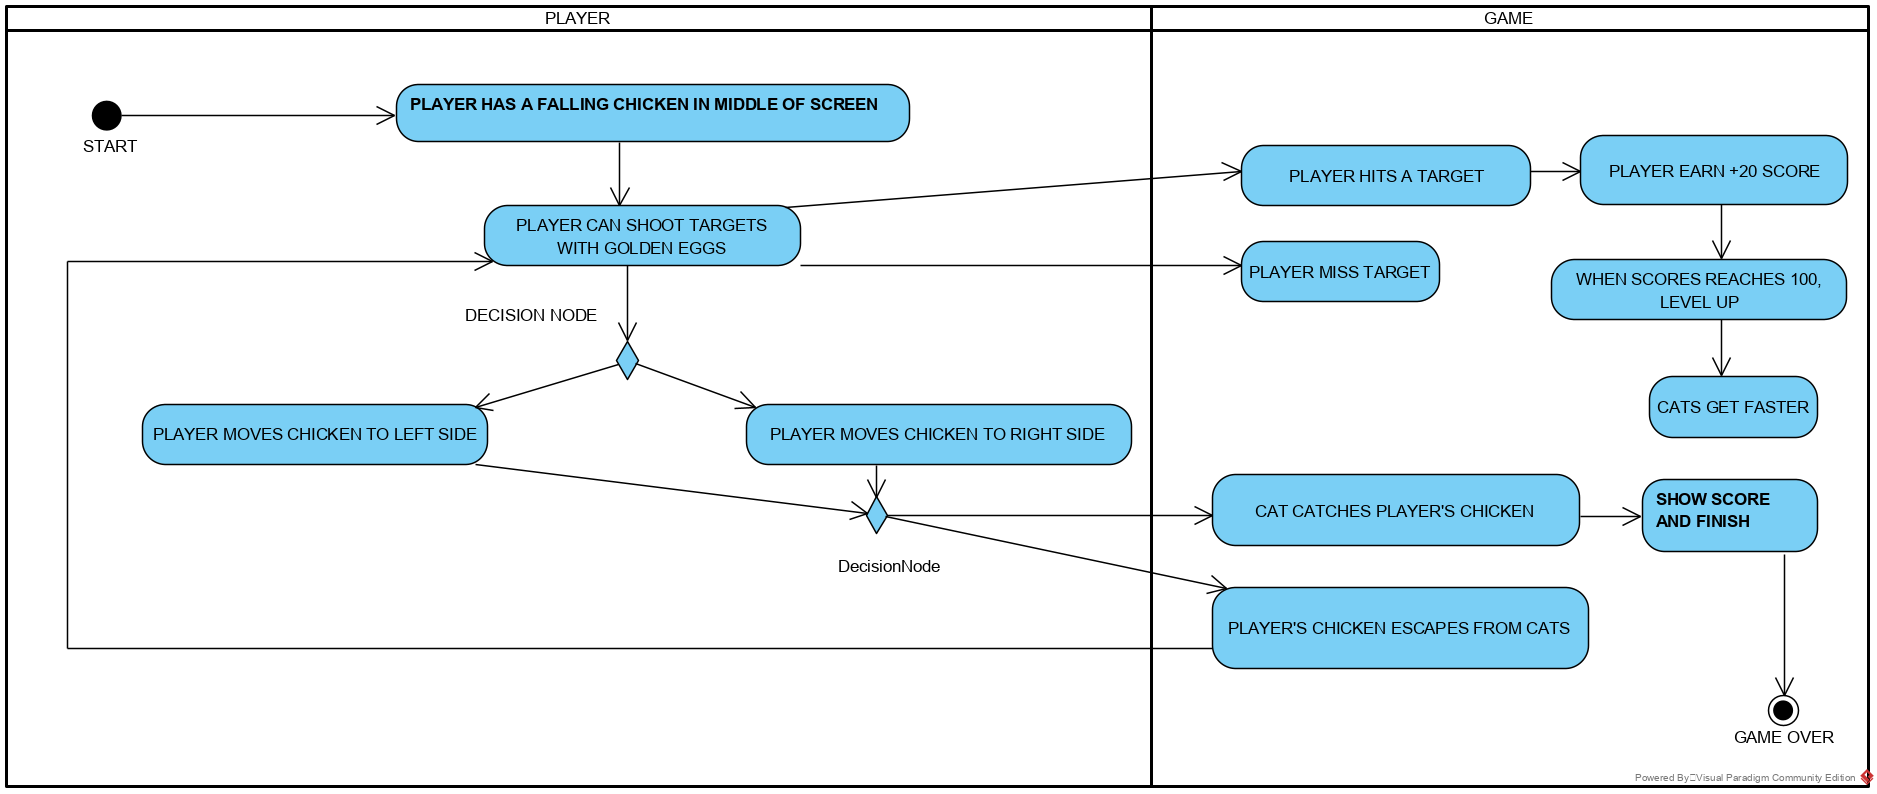 PLAYER
GAME
START
PLAYER HAS A FALLING CHICKEN IN MIDDLE OF SCREEN
PLAYER CAN SHOOT TARGETS
WITH GOLDEN EGGS
PLAYER HITS A TARGET
PLAYER EARN +20 SCORE
PLAYER MISS TARGET
WHEN SCORES REACHES 100,
LEVEL UP
DECISION NODE
CATS GET FASTER
PLAYER MOVES CHICKEN TO LEFT SIDE
PLAYER MOVES CHICKEN TO RIGHT SIDE
CAT CATCHES PLAYER'S CHICKEN
SHOW SCORE
AND FINISH
DecisionNode
PLAYER'S CHICKEN ESCAPES FROM CATS
GAME OVER
Powered By Visual Paradigm Community Edition